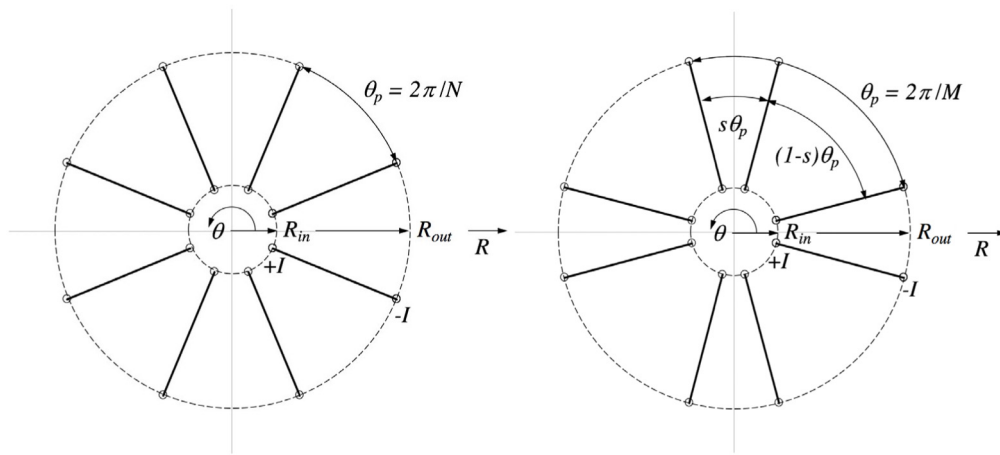 θp = 2π/N
θ
Rin
Rout
R
+I
-I
θp = 2π/M
sθp
(1-s)θp
θ
Rin
Rout
R
+I
-I